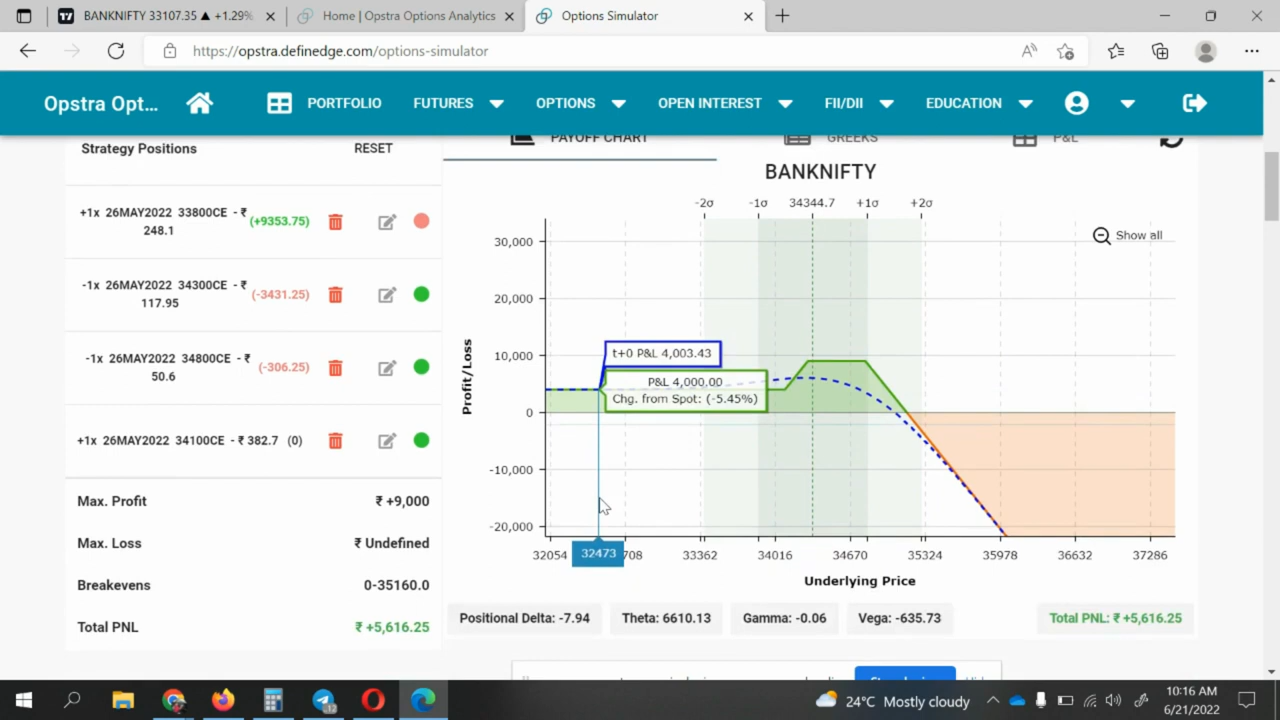 BANKNIFTY 33107.35 ▲ +1.29%
Home | Opstra Options Analytics
Options Simulator
https://opstra.definedge.com/options-simulator
Opstra Opt...
PORTFOLIO
FUTURES
OPTIONS
OPEN INTEREST
FII/DII
EDUCATION
Strategy Positions
RESET
+1x 26MAY2022 33800CE - ₹
248.1
(+9353.75)
-1x 26MAY2022 34300CE - ₹
117.95
(-3431.25)
-1x 26MAY2022 34800CE - ₹
50.6
(-306.25)
+1x 26MAY2022 34100CE - ₹ 382.7 (0)
Max. Profit
₹ +9,000
Max. Loss
₹ Undefined
Breakevens
0-35160.0
Total PNL
₹ +5,616.25
PAYOFF CHART
GREEKS
P&L
BANKNIFTY
-2σ
-1σ
34344.7
+1σ
+2σ
Show all
30,000
20,000
10,000
0
-10,000
-20,000
Profit/Loss
t+0 P&L 4,003.43
P&L 4,000.00
Chg. from Spot: (-5.45%)
32054
32473
708
33362
34016
34670
35324
35978
36632
37286
Underlying Price
Positional Delta: -7.94
Theta: 6610.13
Gamma: -0.06
Vega: -635.73
Total PNL: ₹ +5,616.25
24°C Mostly cloudy
10:16 AM
6/21/2022